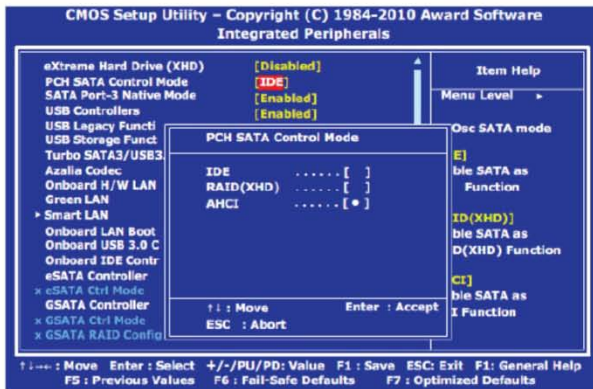 CMOS Setup Utility – Copyright (C) 1984-2010 Award Software
Integrated Peripherals
eXtreme Hard Drive (XHD) [Disabled]
PCH SATA Control Mode [IDE]
SATA Port-3 Native Mode [Enabled]
USB Controllers [Enabled]
USB Legacy Functi
USB Storage Funct
Turbo SATA3/USB3.
Azalia Codec
Onboard H/W LAN
Green LAN
▸ Smart LAN
Onboard LAN Boot
Onboard USB 3.0 C
Onboard IDE Contr
eSATA Controller
x eSATA Ctrl Mode
GSATA Controller
x GSATA Ctrl Mode
x GSATA RAID Config
PCH SATA Control Mode
IDE ......[ ]
RAID(XHD) ......[ ]
AHCI ......[•]
↑↓ : Move Enter : Accept
ESC : Abort
Item Help
Menu Level ▸
Osc SATA mode
E]
ble SATA as
Function
ID(XHD)]
ble SATA as
D(XHD) Function
CI]
ble SATA as
I Function
↑↓→← : Move Enter : Select +/-/PU/PD: Value F1 : Save ESC: Exit F1: General Help
F5 : Previous Values F6 : Fail-Safe Defaults F7 : Optimized Defaults